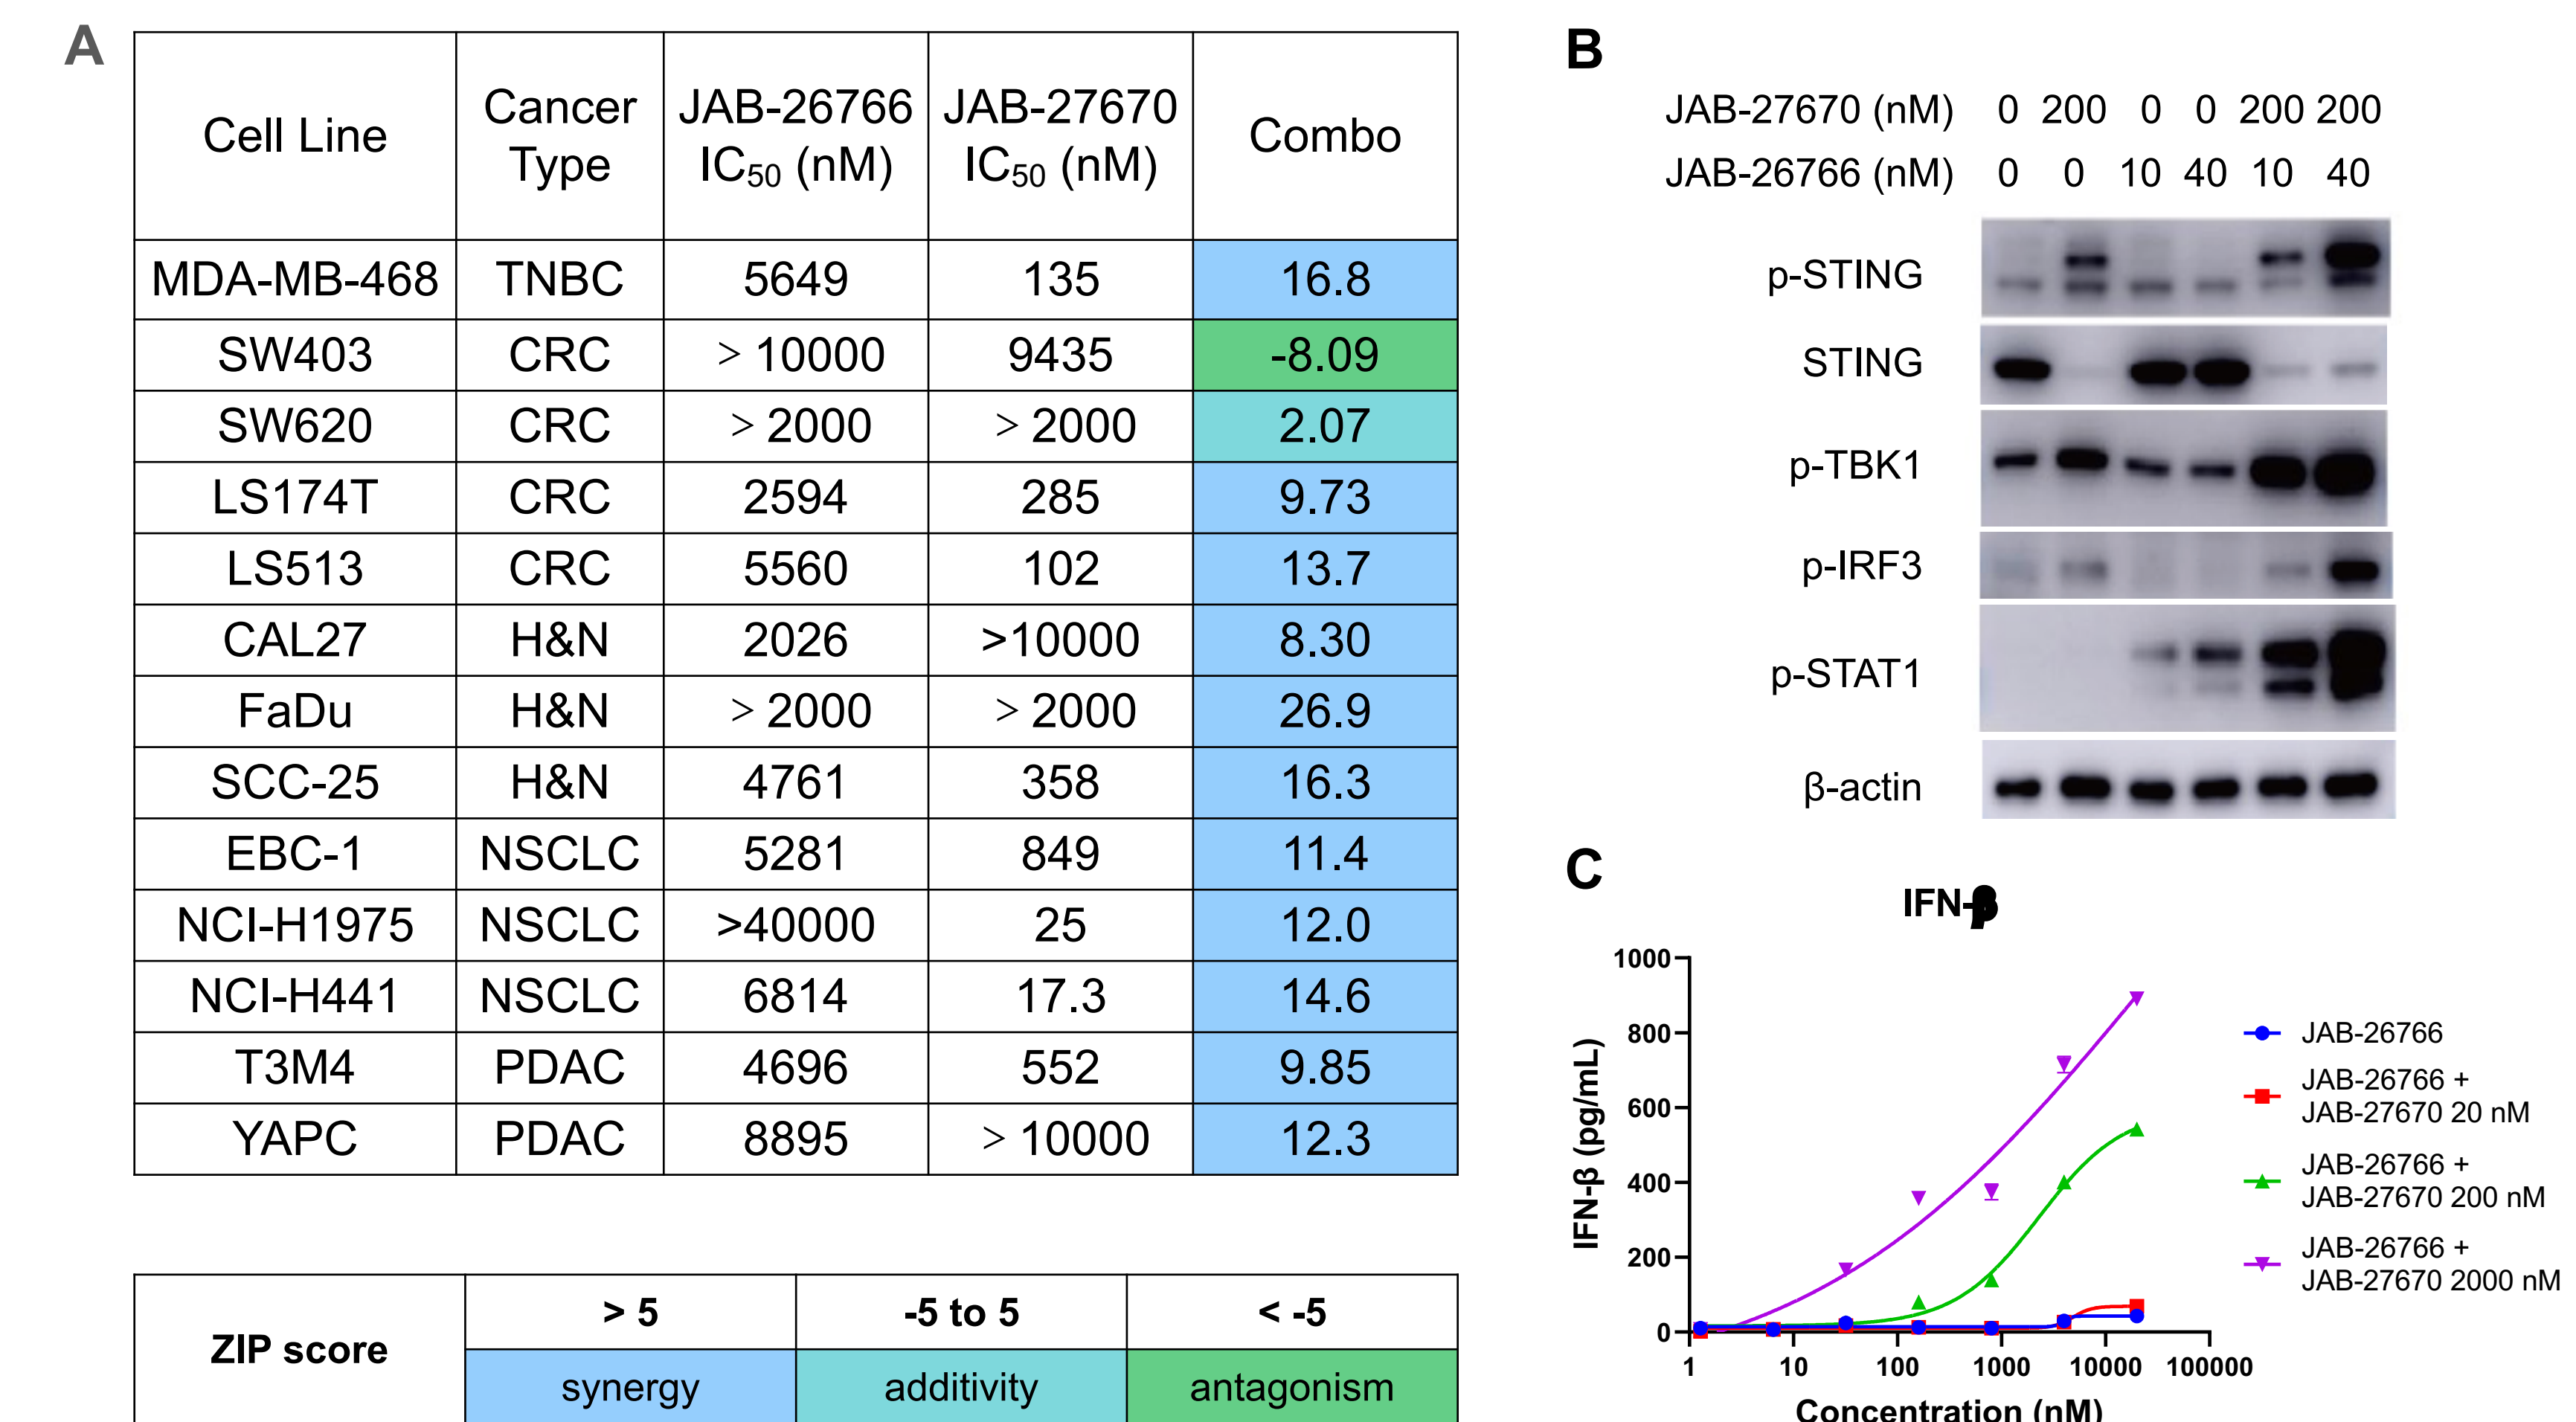 A
Cell Line Cancer Type JAB-26766 IC₅₀ (nM) JAB-27670 IC₅₀ (nM) Combo
MDA-MB-468 TNBC 5649 135 16.8
SW403 CRC > 10000 9435 -8.09
SW620 CRC > 2000 > 2000 2.07
LS174T CRC 2594 285 9.73
LS513 CRC 5560 102 13.7
CAL27 H&N 2026 >10000 8.30
FaDu H&N > 2000 > 2000 26.9
SCC-25 H&N 4761 358 16.3
EBC-1 NSCLC 5281 849 11.4
NCI-H1975 NSCLC >40000 25 12.0
NCI-H441 NSCLC 6814 17.3 14.6
T3M4 PDAC 4696 552 9.85
YAPC PDAC 8895 > 10000 12.3
ZIP score > 5 -5 to 5 < -5
synergy additivity antagonism
B
JAB-27670 (nM) 0 200 0 0 200 200
JAB-26766 (nM) 0 0 10 40 10 40
p-STING
STING
p-TBK1
p-IRF3
p-STAT1
β-actin
C
IFN-β
IFN-β (pg/mL)
1000
800
600
400
200
0
1 10 100 1000 10000 100000
Concentration (nM)
JAB-26766
JAB-26766 +
JAB-27670 20 nM
JAB-26766 +
JAB-27670 200 nM
JAB-26766 +
JAB-27670 2000 nM